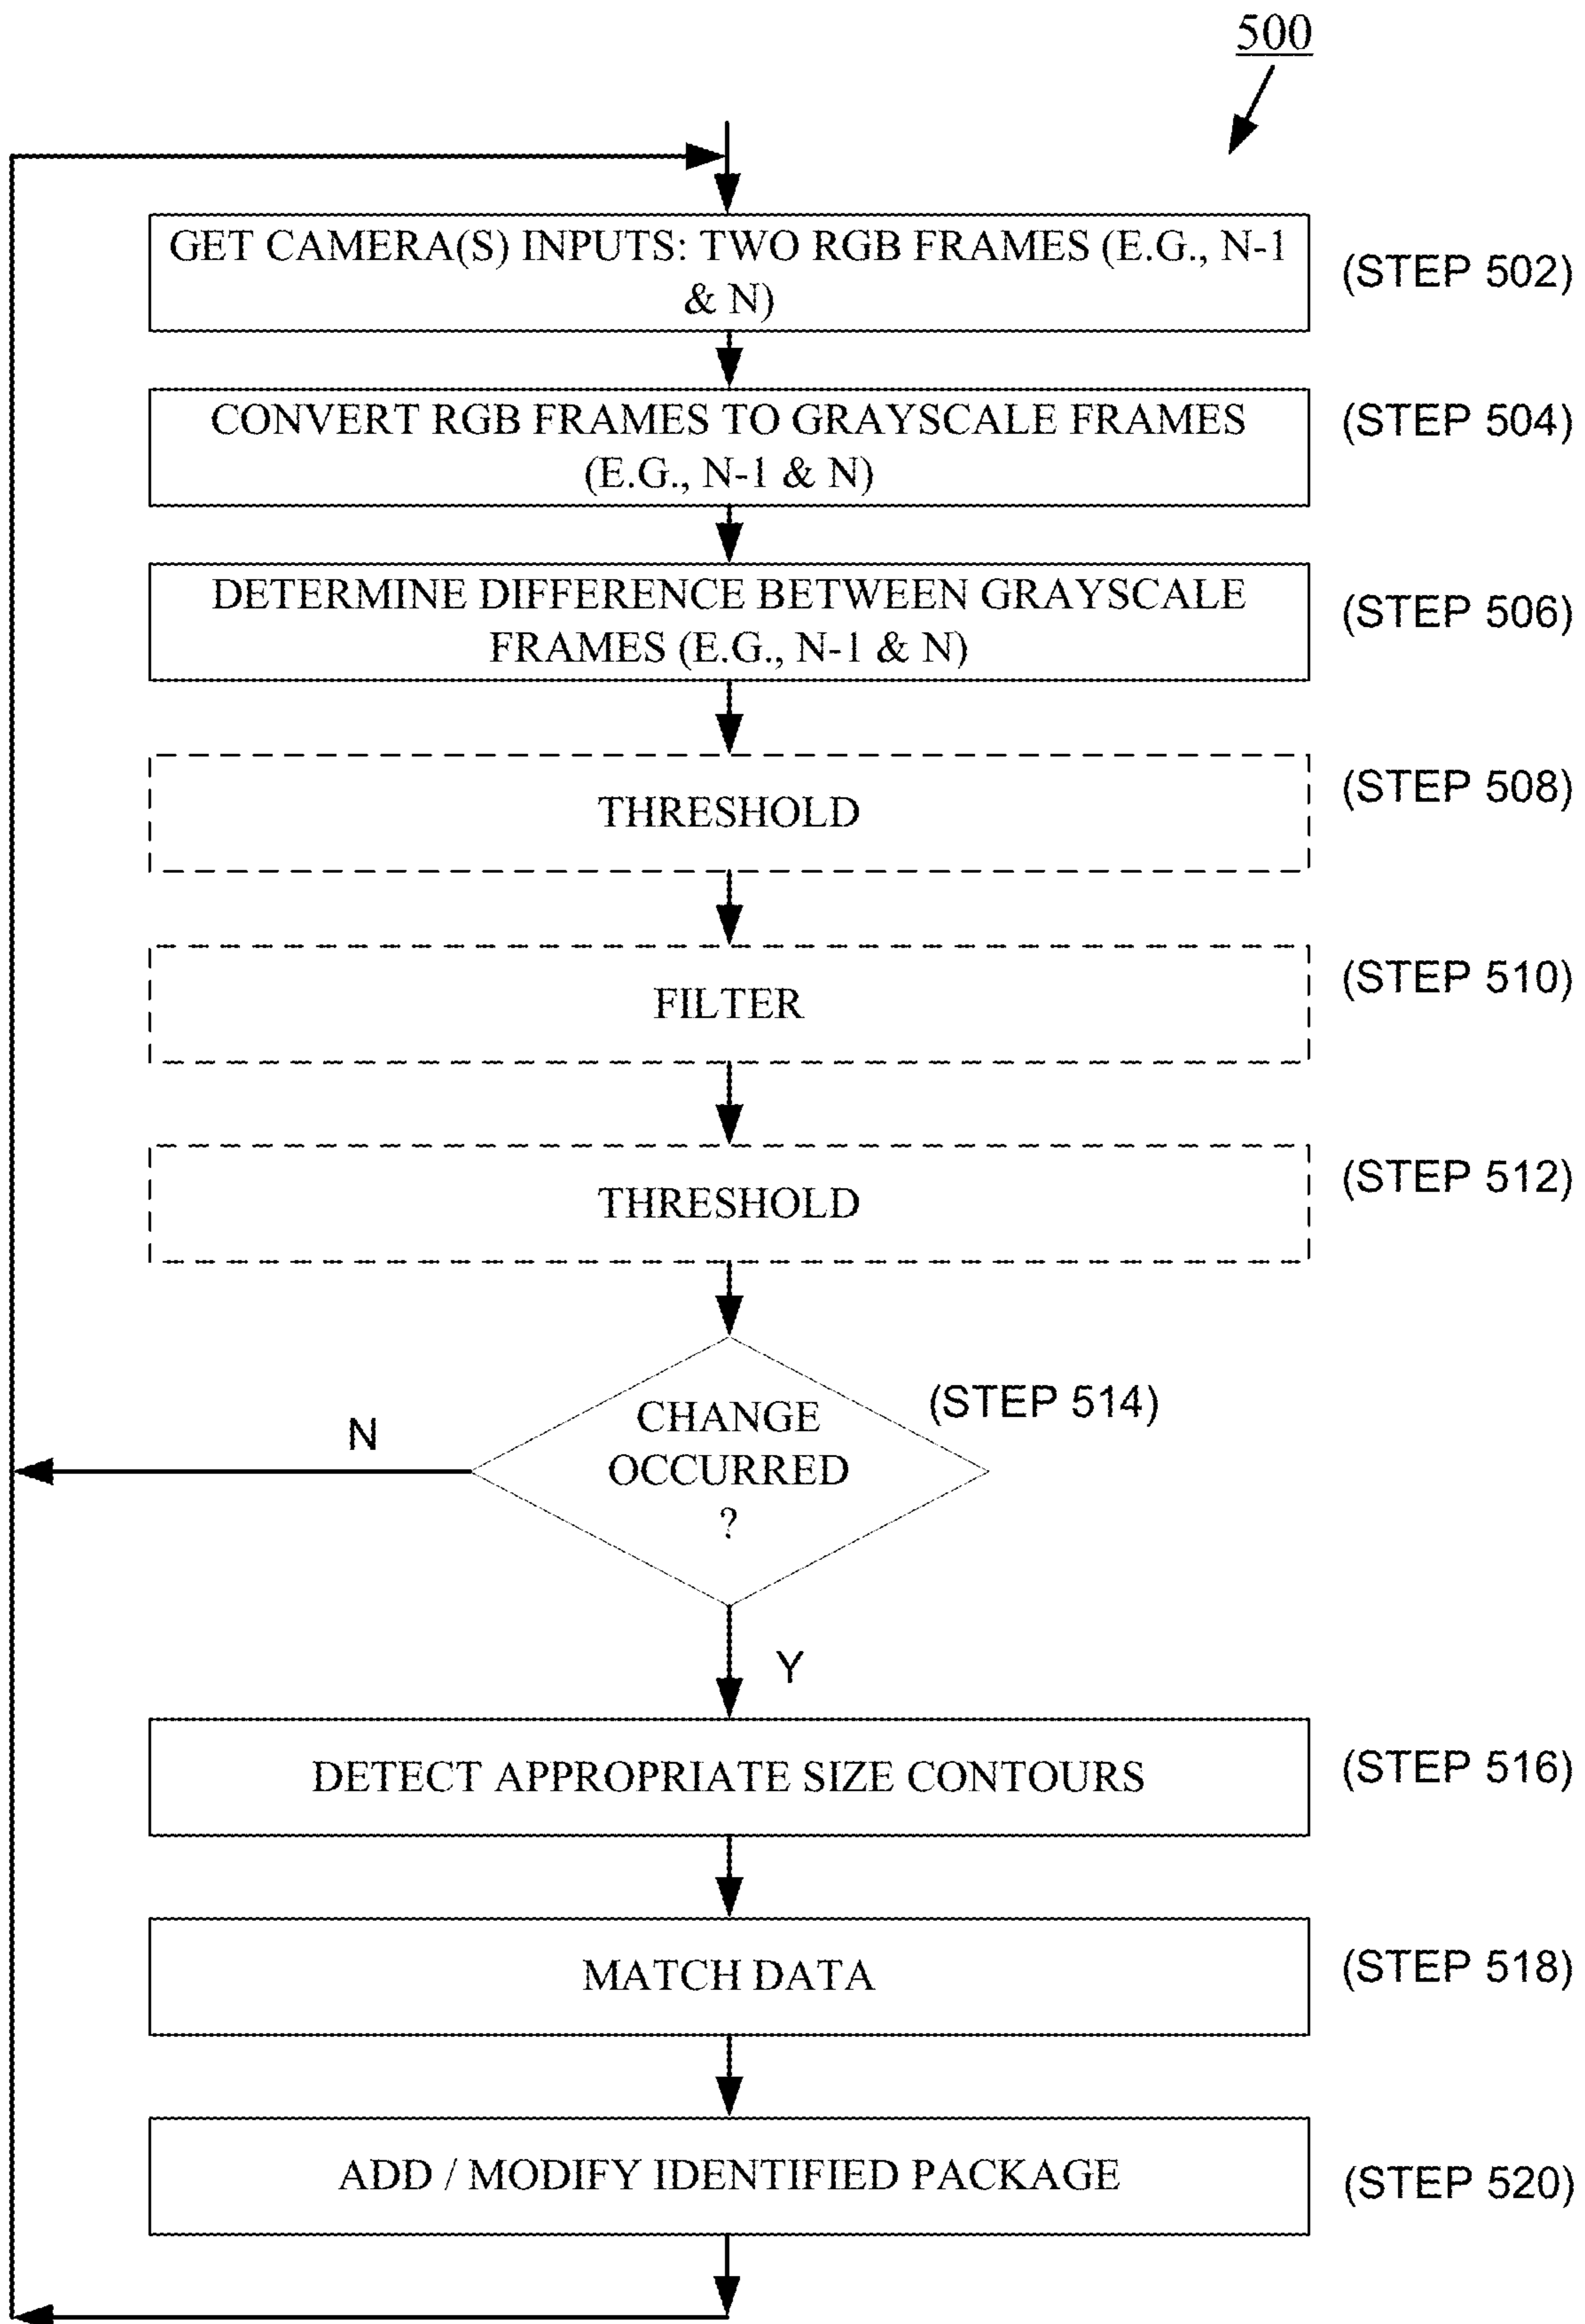 500
GET CAMERA(S) INPUTS: TWO RGB FRAMES (E.G., N-1
& N)
(STEP 502)
CONVERT RGB FRAMES TO GRAYSCALE FRAMES
(E.G., N-1 & N)
(STEP 504)
DETERMINE DIFFERENCE BETWEEN GRAYSCALE
FRAMES (E.G., N-1 & N)
(STEP 506)
THRESHOLD
(STEP 508)
FILTER
(STEP 510)
THRESHOLD
(STEP 512)
CHANGE
OCCURRED
?
(STEP 514)
N
Y
DETECT APPROPRIATE SIZE CONTOURS
(STEP 516)
MATCH DATA
(STEP 518)
ADD / MODIFY IDENTIFIED PACKAGE
(STEP 520)